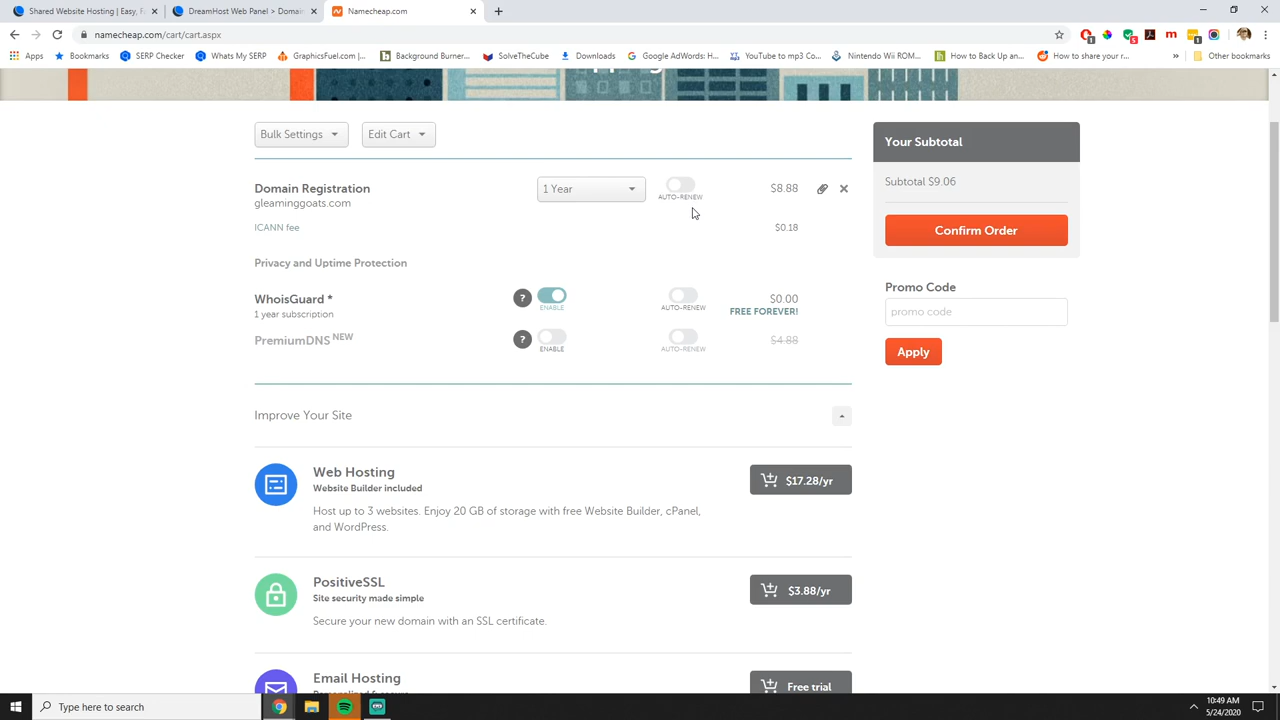 Shared Website Hosting | Easy, F
DreamHost Web Panel > Domain
Namecheap.com
namecheap.com/cart/cart.aspx
Apps
Bookmarks
SERP Checker
Whats My SERP
GraphicsFuel.com |...
Background Burner...
SolveTheCube
Downloads
Google AdWords: H...
YouTube to mp3 Co...
Nintendo Wii ROM...
How to Back Up an...
How to share your r...
»
Other bookmarks
Bulk Settings
Edit Cart
Your Subtotal
Domain Registration
gleaminggoats.com
1 Year
AUTO-RENEW
$8.88
Subtotal $9.06
ICANN fee
$0.18
Confirm Order
Privacy and Uptime Protection
Promo Code
WhoisGuard *
1 year subscription
?
ENABLE
AUTO-RENEW
$0.00
FREE FOREVER!
promo code
PremiumDNS NEW
?
ENABLE
AUTO-RENEW
$4.88
Apply
Improve Your Site
Web Hosting
Website Builder included
$17.28/yr
Host up to 3 websites. Enjoy 20 GB of storage with free Website Builder, cPanel,
and WordPress.
PositiveSSL
Site security made simple
$3.88/yr
Secure your new domain with an SSL certificate.
Email Hosting
Free trial
Type here to search
10:49 AM
5/24/2020